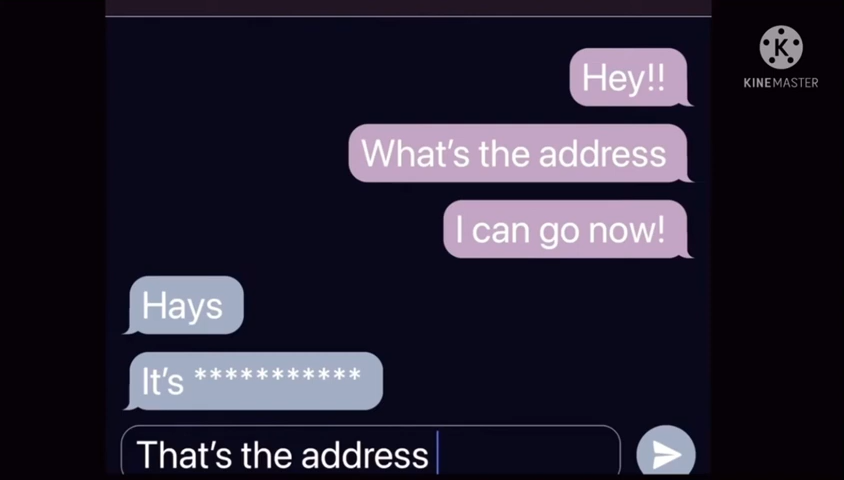 Hey!!
KINEMASTER
What's the address
I can go now!
Hays
It's ***********
That's the address